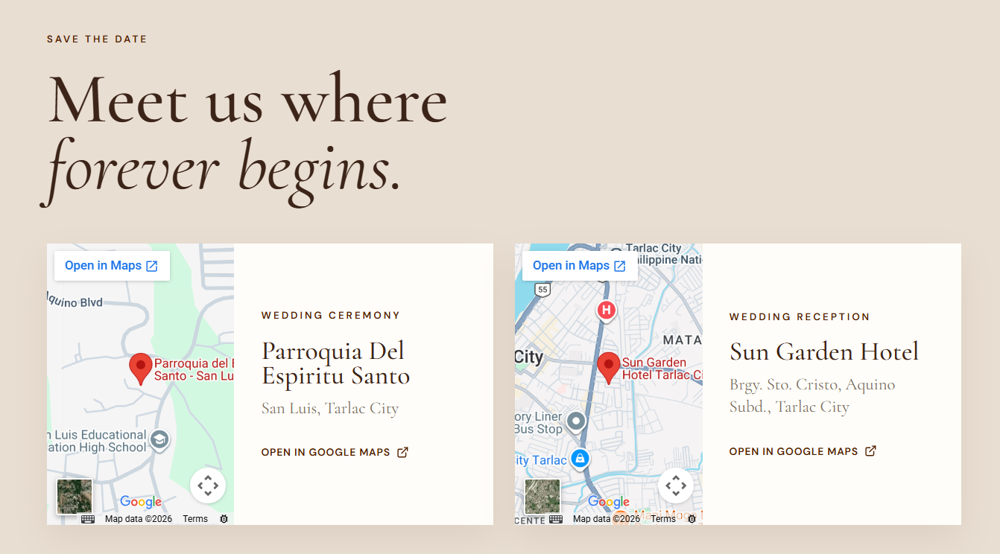 SAVE THE DATE
Meet us where
forever begins.
Open in Maps
quino Blvd
Parroquia del E
Santo - San Lu
n Luis Educational
ation High School
Google
Map data ©2026 Terms
WEDDING CEREMONY
Parroquia Del
Espiritu Santo
San Luis, Tarlac City
OPEN IN GOOGLE MAPS
Open in Maps
Tarlac City
ilippine Nati
55
H
MATA
City
Sun Garden
Hotel Tarlac Ci
ory Liner
Bus Stop
ity Tarlac
Google
CENTE
Map data ©2026 Terms
WEDDING RECEPTION
Sun Garden Hotel
Brgy. Sto. Cristo, Aquino
Subd., Tarlac City
OPEN IN GOOGLE MAPS